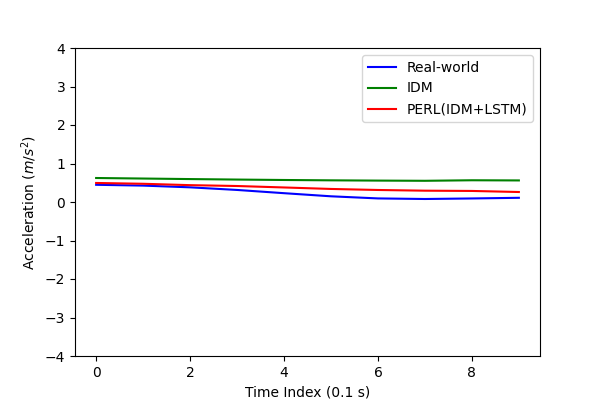 Real-world
IDM
PERL(IDM+LSTM)
4
3
2
1
0
−1
−2
−3
−4
Acceleration (m/s²)
0 2 4 6 8
Time Index (0.1 s)